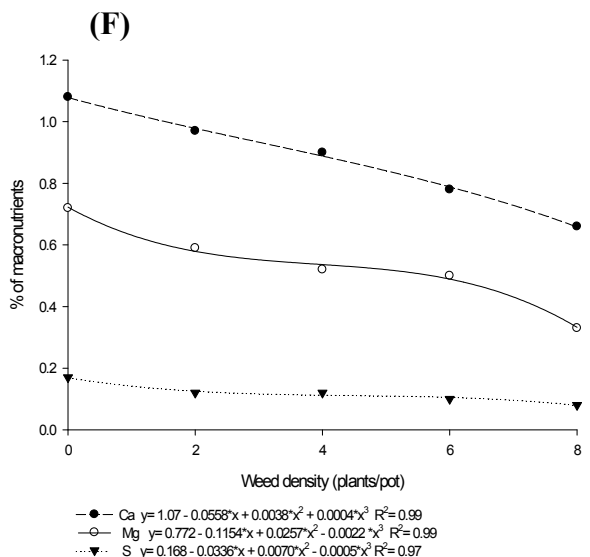 (F)
1.2
1.0
0.8
0.6
0.4
0.2
0.0
% of macronutrients
0 2 4 6 8
Weed density (plants/pot)
Ca y= 1.07 - 0.0558*x + 0.0038*x² + 0.0004*x³ R²= 0.99
Mg y= 0.772 - 0.1154*x + 0.0257*x² - 0.0022 *x³ R²= 0.99
S y= 0.168 - 0.0336*x + 0.0070*x² - 0.0005*x³ R²= 0.97